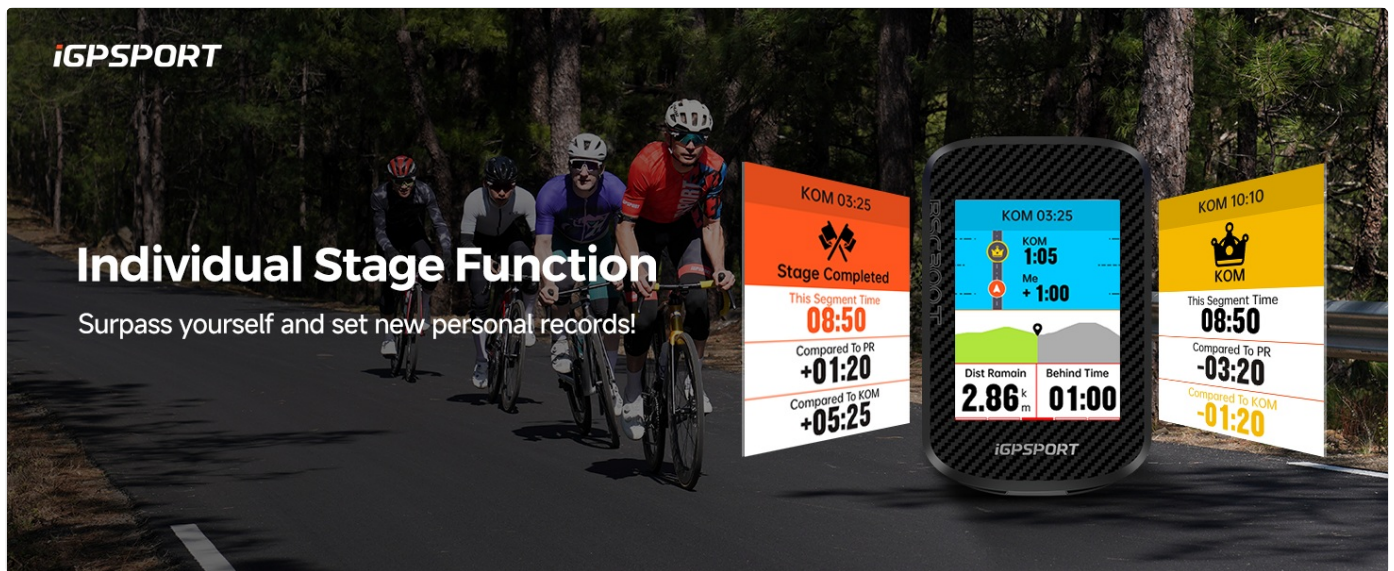 iGPSPORT
Individual Stage Function
Surpass yourself and set new personal records!
KOM 03:25
Stage Completed
This Segment Time
08:50
Compared To PR
+01:20
Compared To KOM
+05:25
KOM 03:25
KOM
1:05
Me
+ 1:00
Dist Ramain
2.86 km
Behind Time
01:00
iGPSPORT
KOM 10:10
KOM
This Segment Time
08:50
Compared To PR
-03:20
Compared To KOM
-01:20